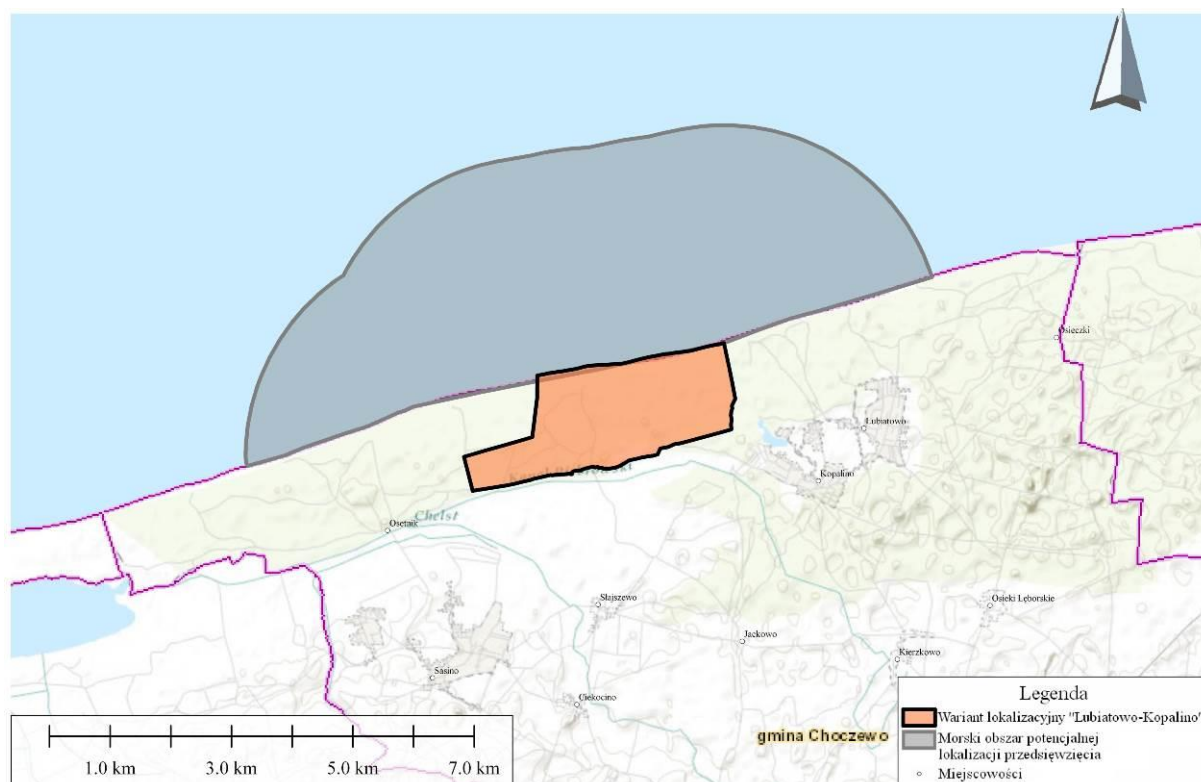 Osieczki
Lubiatowo
Kopalino
Chełst
Osetnik
Słajszewo
Osieki Lęborskie
Jackowo
Kierzkowo
Sasino
Ciekocino
gmina Choczewo
1.0 km 3.0 km 5.0 km 7.0 km
Legenda
Wariant lokalizacyjny "Lubiatowo-Kopalino"
Morski obszar potencjalnej
lokalizacji przedsięwzięcia
Miejscowości